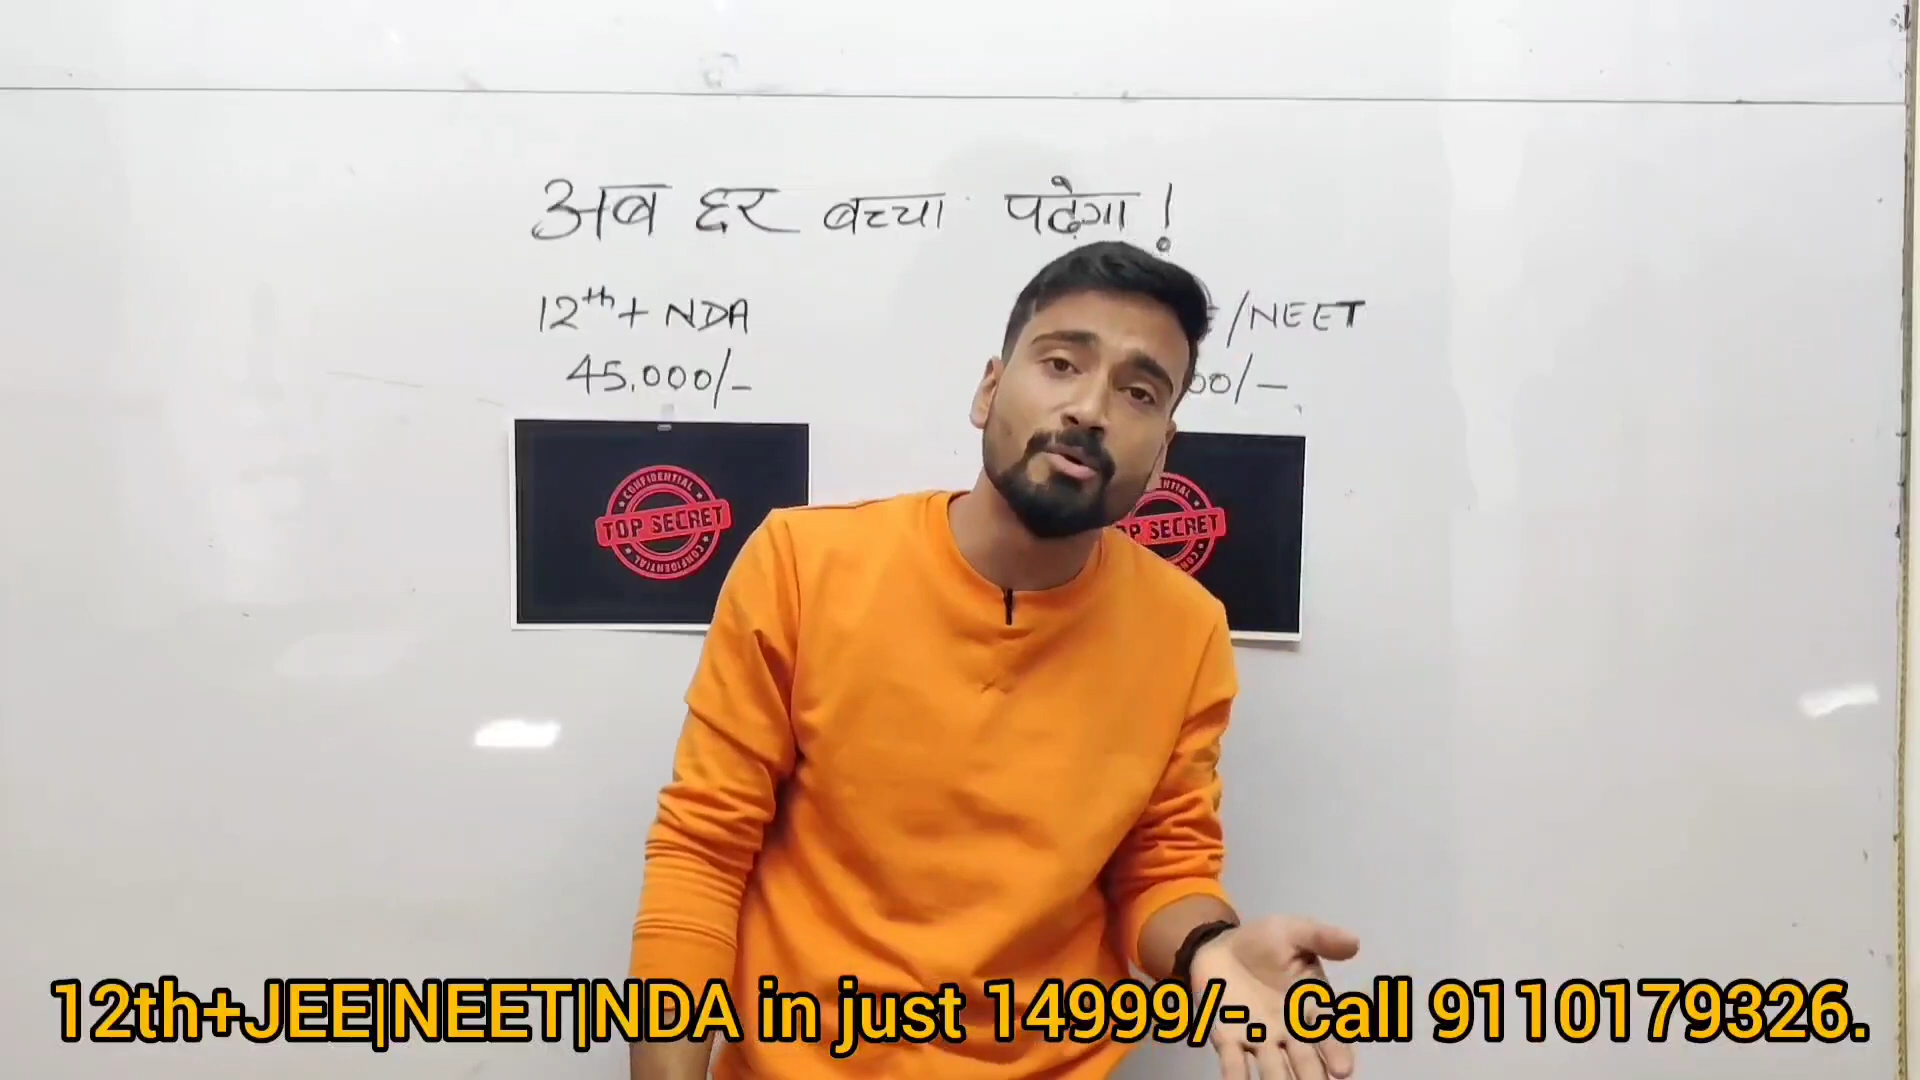 अब हर बच्चा पढ़ेगा !
12th + NDA
/NEET
45,000/-
00/-
CONFIDENTIAL
TOP SECRET
CONFIDENTIAL
SECRET
12th+JEE|NEET|NDA in just 14999/-. Call 9110179326.